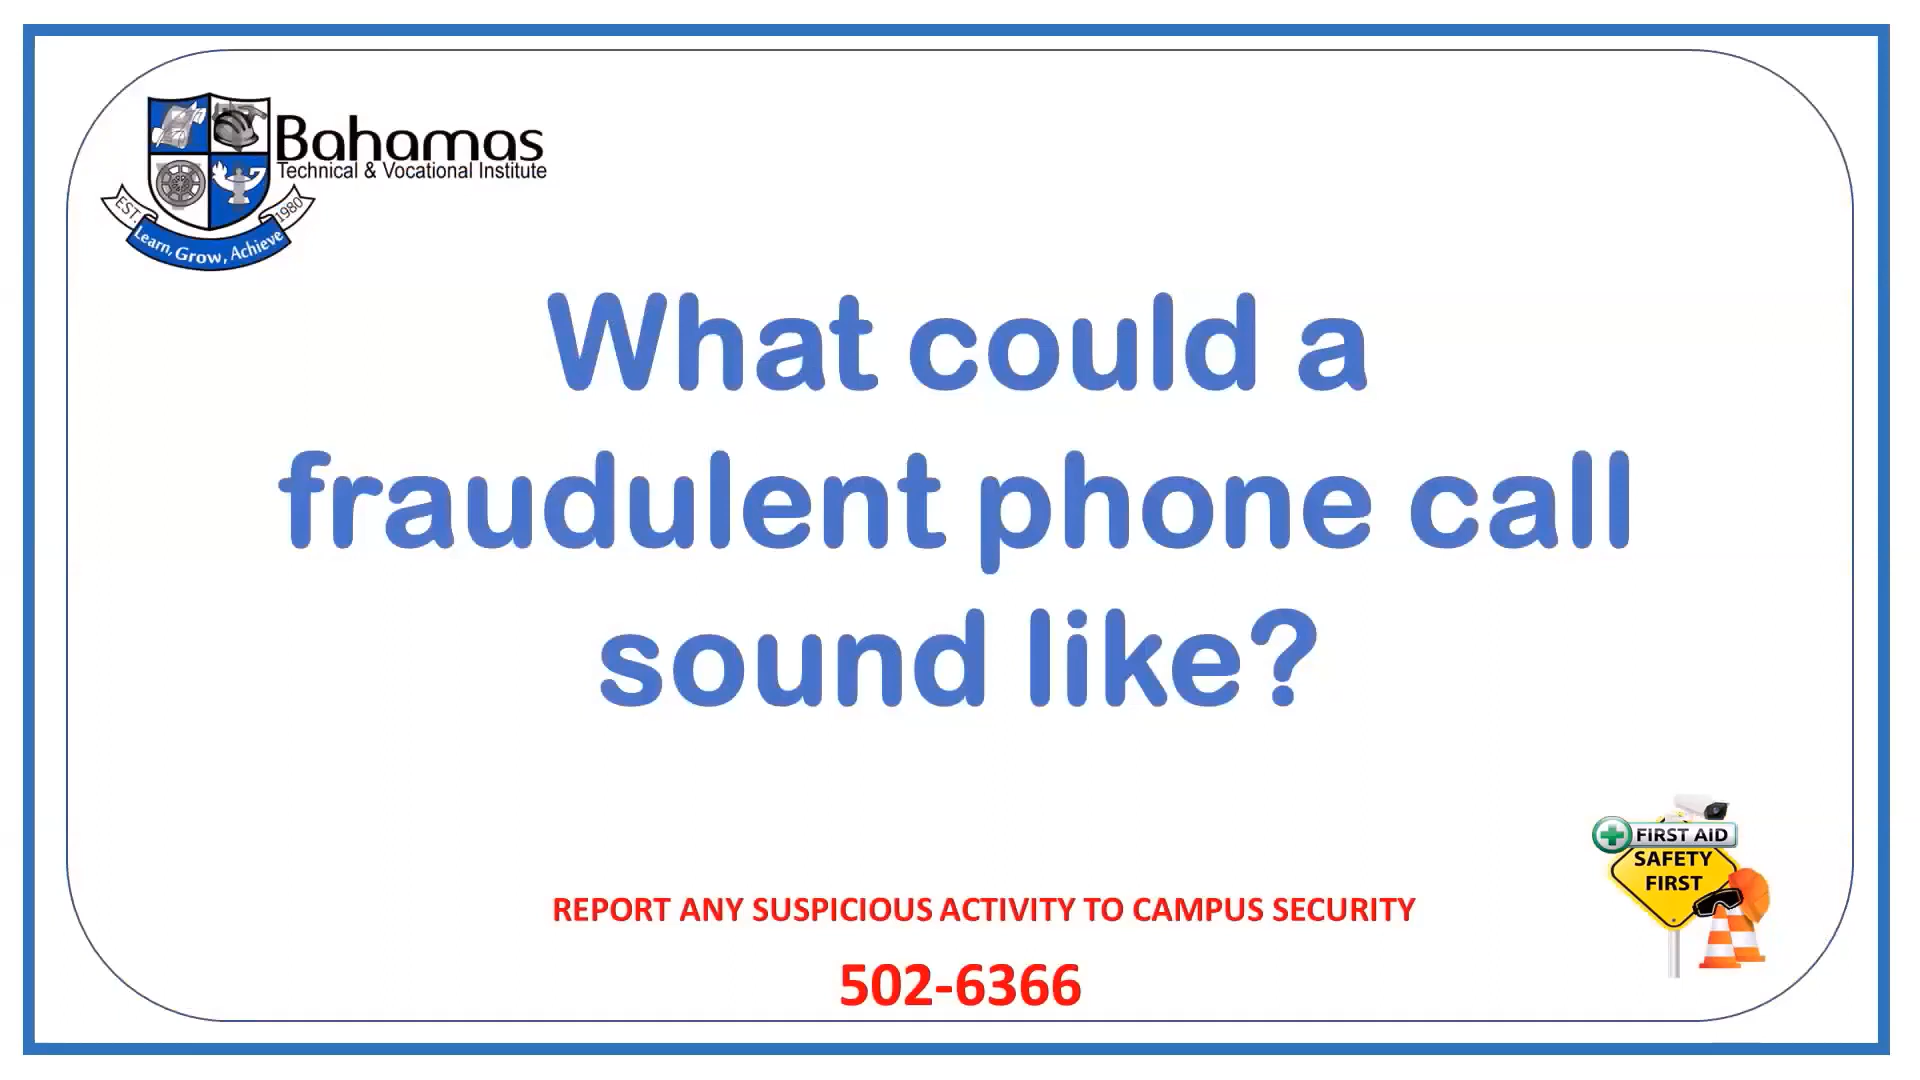 Bahamas
Technical & Vocational Institute
EST. 1980
Learn, Grow, Achieve
What could a
fraudulent phone call
sound like?
FIRST AID
SAFETY
FIRST
REPORT ANY SUSPICIOUS ACTIVITY TO CAMPUS SECURITY
502-6366